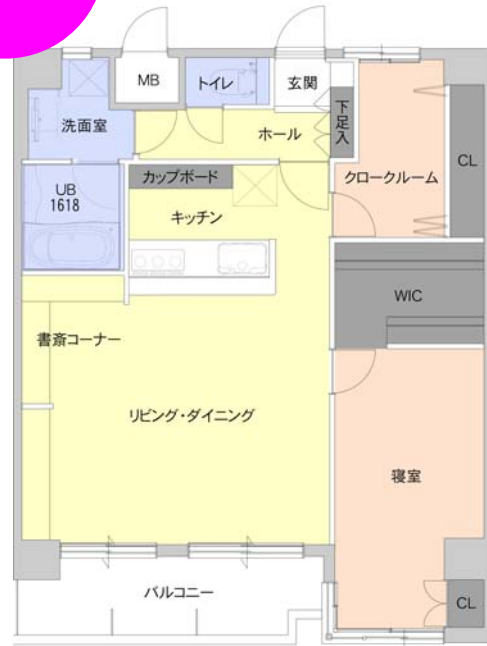 MB
トイレ
玄関
洗面室
ホール
下足入
クロークルーム
CL
カップボード
UB
1618
キッチン
WIC
書斎コーナー
リビング・ダイニング
寝室
バルコニー
CL